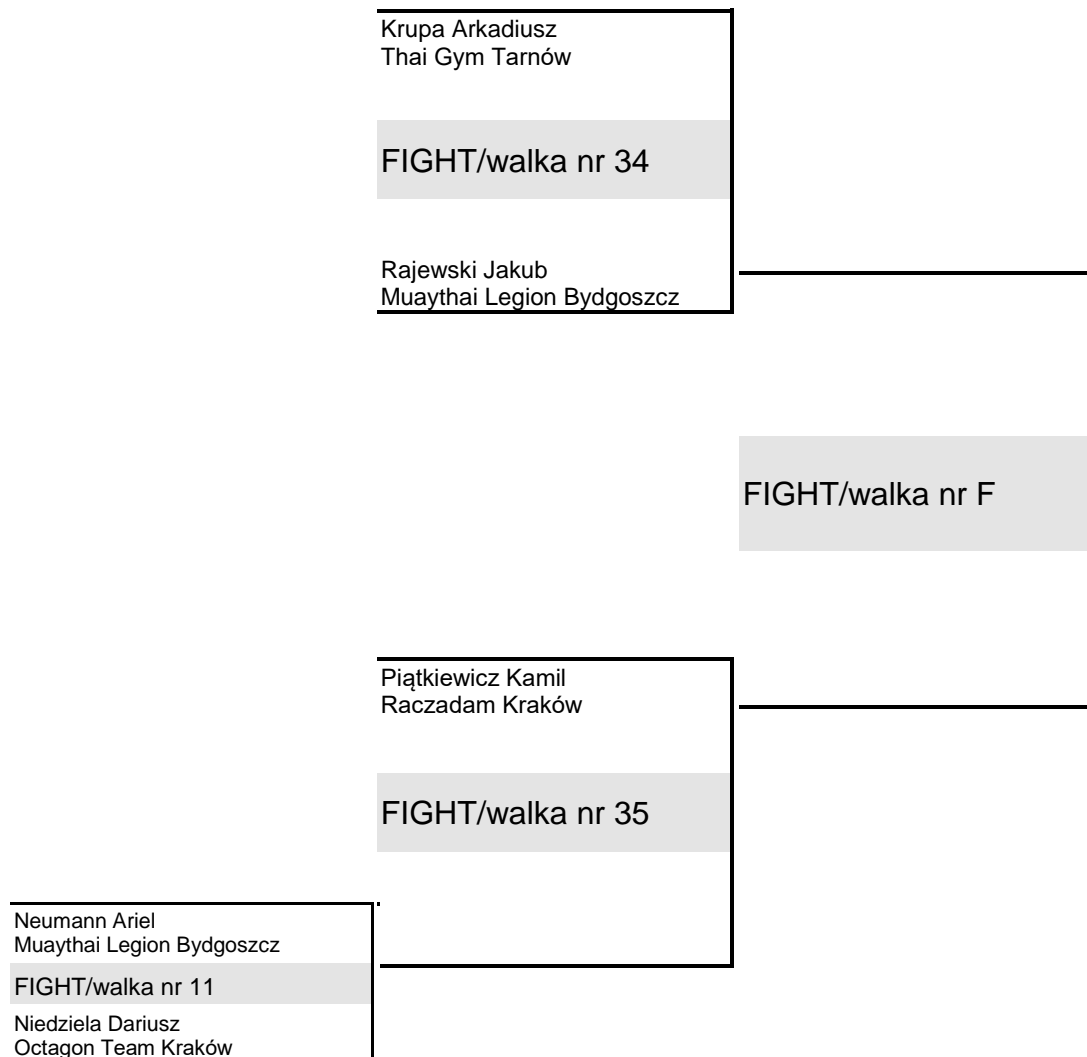 Krupa Arkadiusz
Thai Gym Tarnów
FIGHT/walka nr 34
Rajewski Jakub
Muaythai Legion Bydgoszcz
FIGHT/walka nr F
Piątkiewicz Kamil
Raczadam Kraków
FIGHT/walka nr 35
Neumann Ariel
Muaythai Legion Bydgoszcz
FIGHT/walka nr 11
Niedziela Dariusz
Octagon Team Kraków